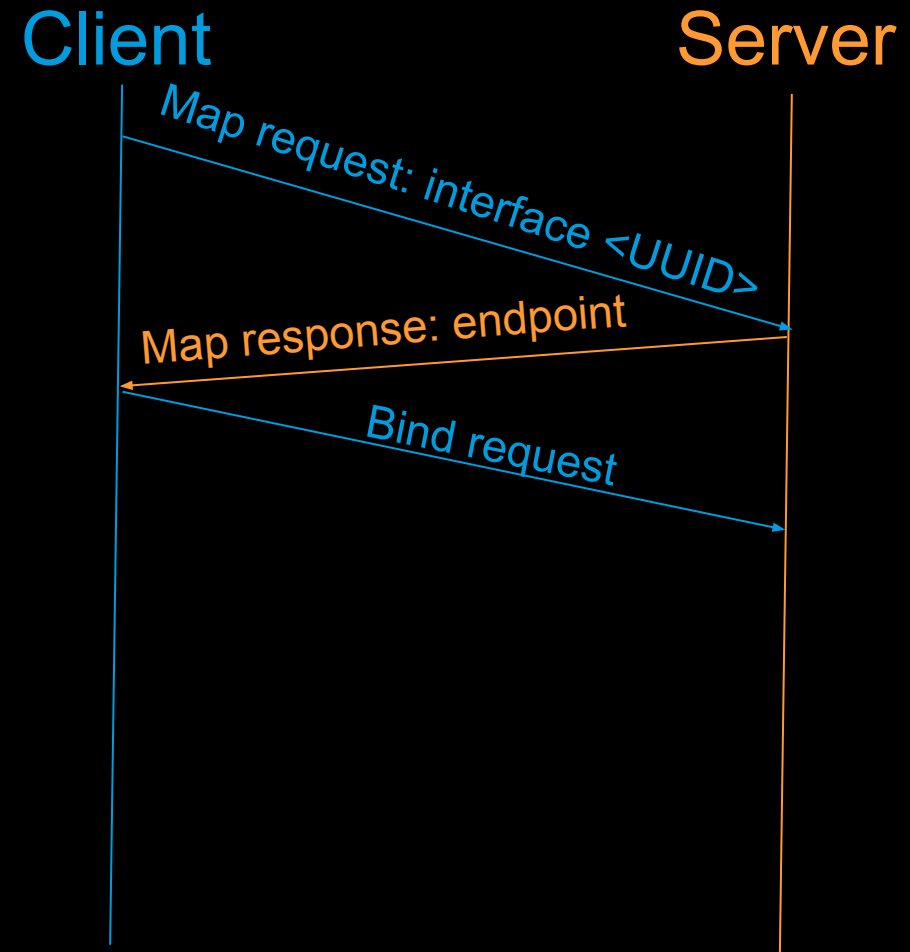 Client
Server
Map request: interface <UUID>
Map response: endpoint
Bind request